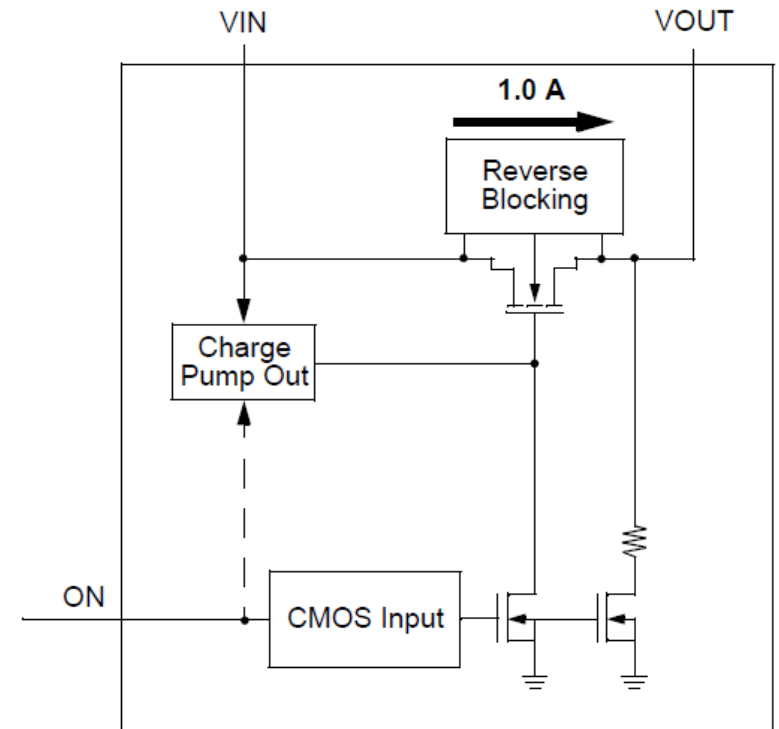 VIN
VOUT
1.0 A
Reverse
Blocking
Charge
Pump Out
ON
CMOS Input